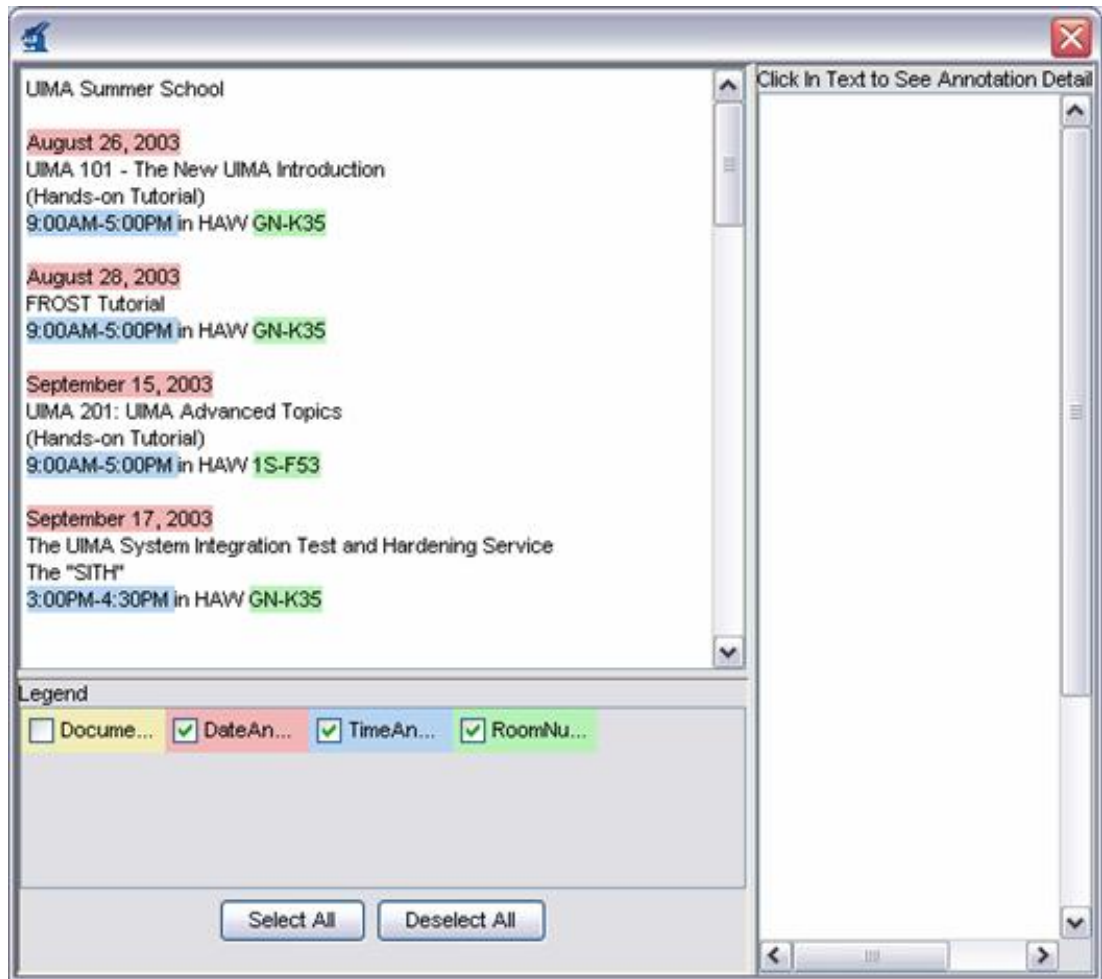 UIMA Summer School
August 26, 2003
UIMA 101 - The New UIMA Introduction
(Hands-on Tutorial)
9:00AM-5:00PM in HAW GN-K35
August 28, 2003
FROST Tutorial
9:00AM-5:00PM in HAW GN-K35
September 15, 2003
UIMA 201: UIMA Advanced Topics
(Hands-on Tutorial)
9:00AM-5:00PM in HAW 1S-F53
September 17, 2003
The UIMA System Integration Test and Hardening Service
The "SITH"
3:00PM-4:30PM in HAW GN-K35
Click In Text to See Annotation Detail
Legend
Docume... DateAn... TimeAn... RoomNu...
Select All Deselect All